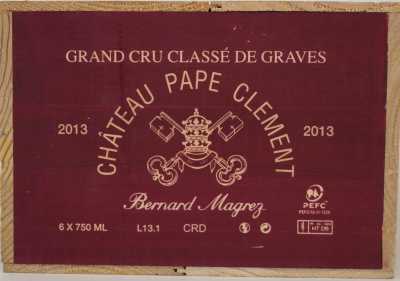 GRAND CRU CLASSÉ DE GRAVES
CHÂTEAU PAPE CLEMENT
2013
2013
Bernard Magrez
PEFC
6 X 750 ML
L13.1
CRD